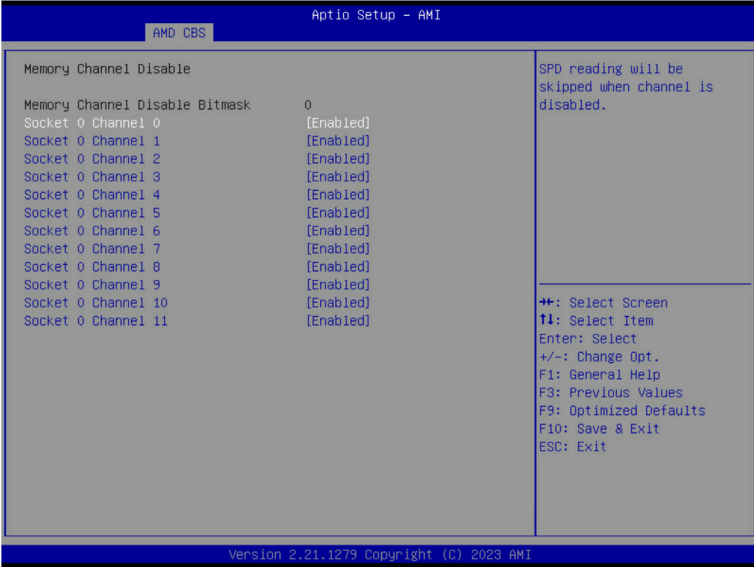 Aptio Setup – AMI
AMD CBS
Memory Channel Disable
Memory Channel Disable Bitmask 0
Socket 0 Channel 0 [Enabled]
Socket 0 Channel 1 [Enabled]
Socket 0 Channel 2 [Enabled]
Socket 0 Channel 3 [Enabled]
Socket 0 Channel 4 [Enabled]
Socket 0 Channel 5 [Enabled]
Socket 0 Channel 6 [Enabled]
Socket 0 Channel 7 [Enabled]
Socket 0 Channel 8 [Enabled]
Socket 0 Channel 9 [Enabled]
Socket 0 Channel 10 [Enabled]
Socket 0 Channel 11 [Enabled]
SPD reading will be
skipped when channel is
disabled.
→←: Select Screen
↑↓: Select Item
Enter: Select
+/-: Change Opt.
F1: General Help
F3: Previous Values
F9: Optimized Defaults
F10: Save & Exit
ESC: Exit
Version 2.21.1279 Copyright (C) 2023 AMI